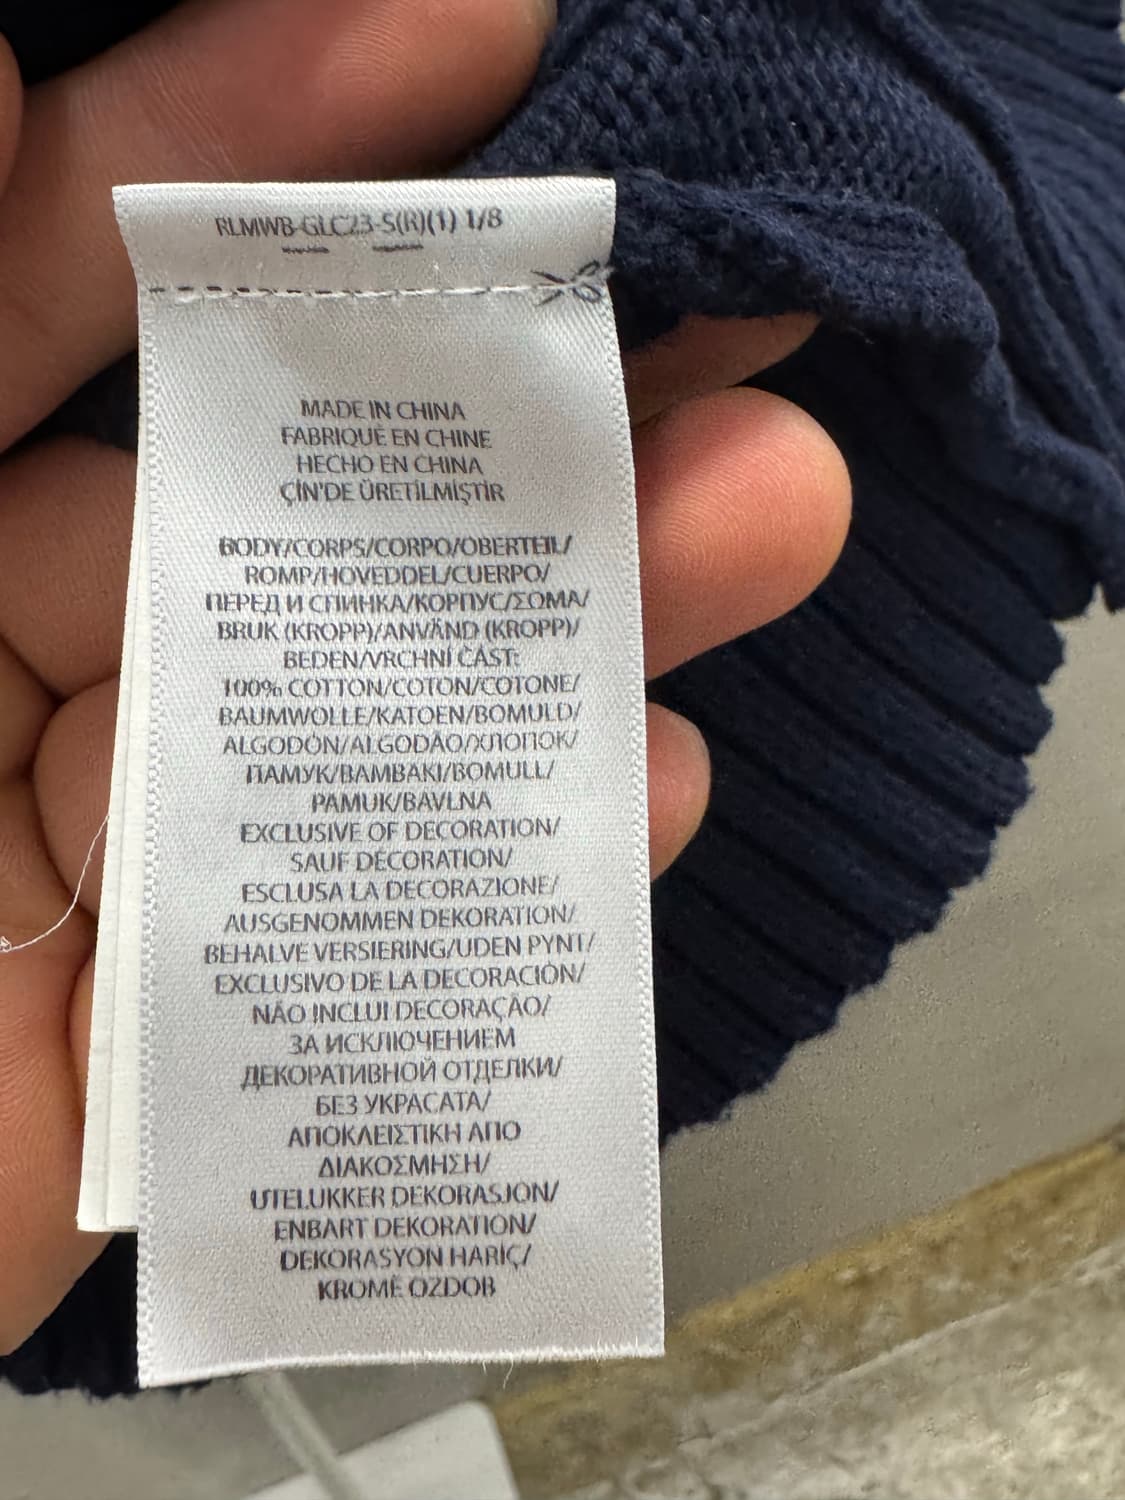 RLMWB-GLC23-S(R)(1) 1/8
MADE IN CHINA
FABRIQUÉ EN CHINE
HECHO EN CHINA
ÇİN'DE ÜRETİLMİŞTİR
BODY/CORPS/CORPO/OBERTEIL/
ROMP/HOVEDDEL/CUERPO/
ПЕРЕД И СПИНКА/КОРПУС/ΣΩΜΑ/
BRUK (KROPP)/ANVÄND (KROPP)/
BEDEN/VRCHNÍ ČÁST:
100% COTTON/COTON/COTONE/
BAUMWOLLE/KATOEN/BOMULD/
ALGODÓN/ALGODÃO/ХЛОПОК/
ПАМУК/ΒΑΜΒΑΚΙ/BOMULL/
PAMUK/BAVLNA
EXCLUSIVE OF DECORATION/
SAUF DÉCORATION/
ESCLUSA LA DECORAZIONE/
AUSGENOMMEN DEKORATION/
BEHALVE VERSIERING/UDEN PYNT/
EXCLUSIVO DE LA DECORACIÓN/
NÃO INCLUI DECORAÇÃO/
ЗА ИСКЛЮЧЕНИЕМ
ДЕКОРАТИВНОЙ ОТДЕЛКИ/
БЕЗ УКРАСАТА/
ΑΠΟΚΛΕΙΣΤΙΚΗ ΑΠΟ
ΔΙΑΚΟΣΜΗΣΗ/
UTELUKKER DEKORASJON/
ENBART DEKORATION/
DEKORASYON HARİÇ/
KROMĚ OZDOB